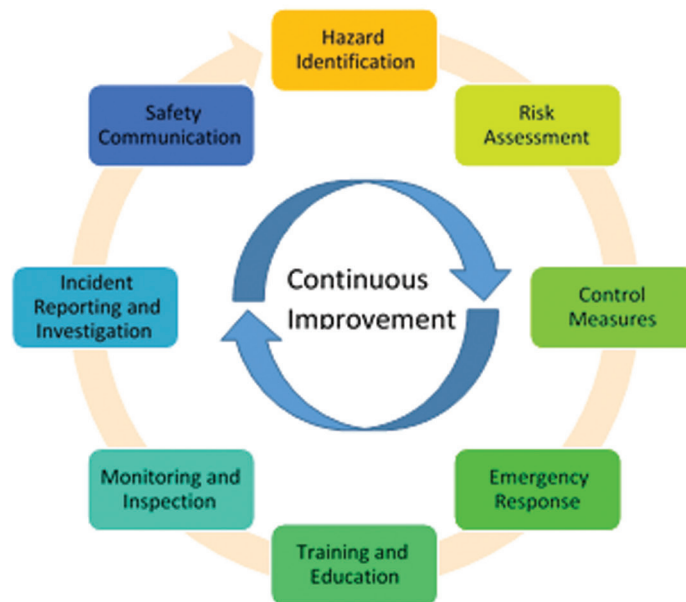 Hazard
Identification
Risk
Assessment
Control
Measures
Emergency
Response
Training and
Education
Monitoring and
Inspection
Incident
Reporting and
Investigation
Safety
Communication
Continuous
Improvement